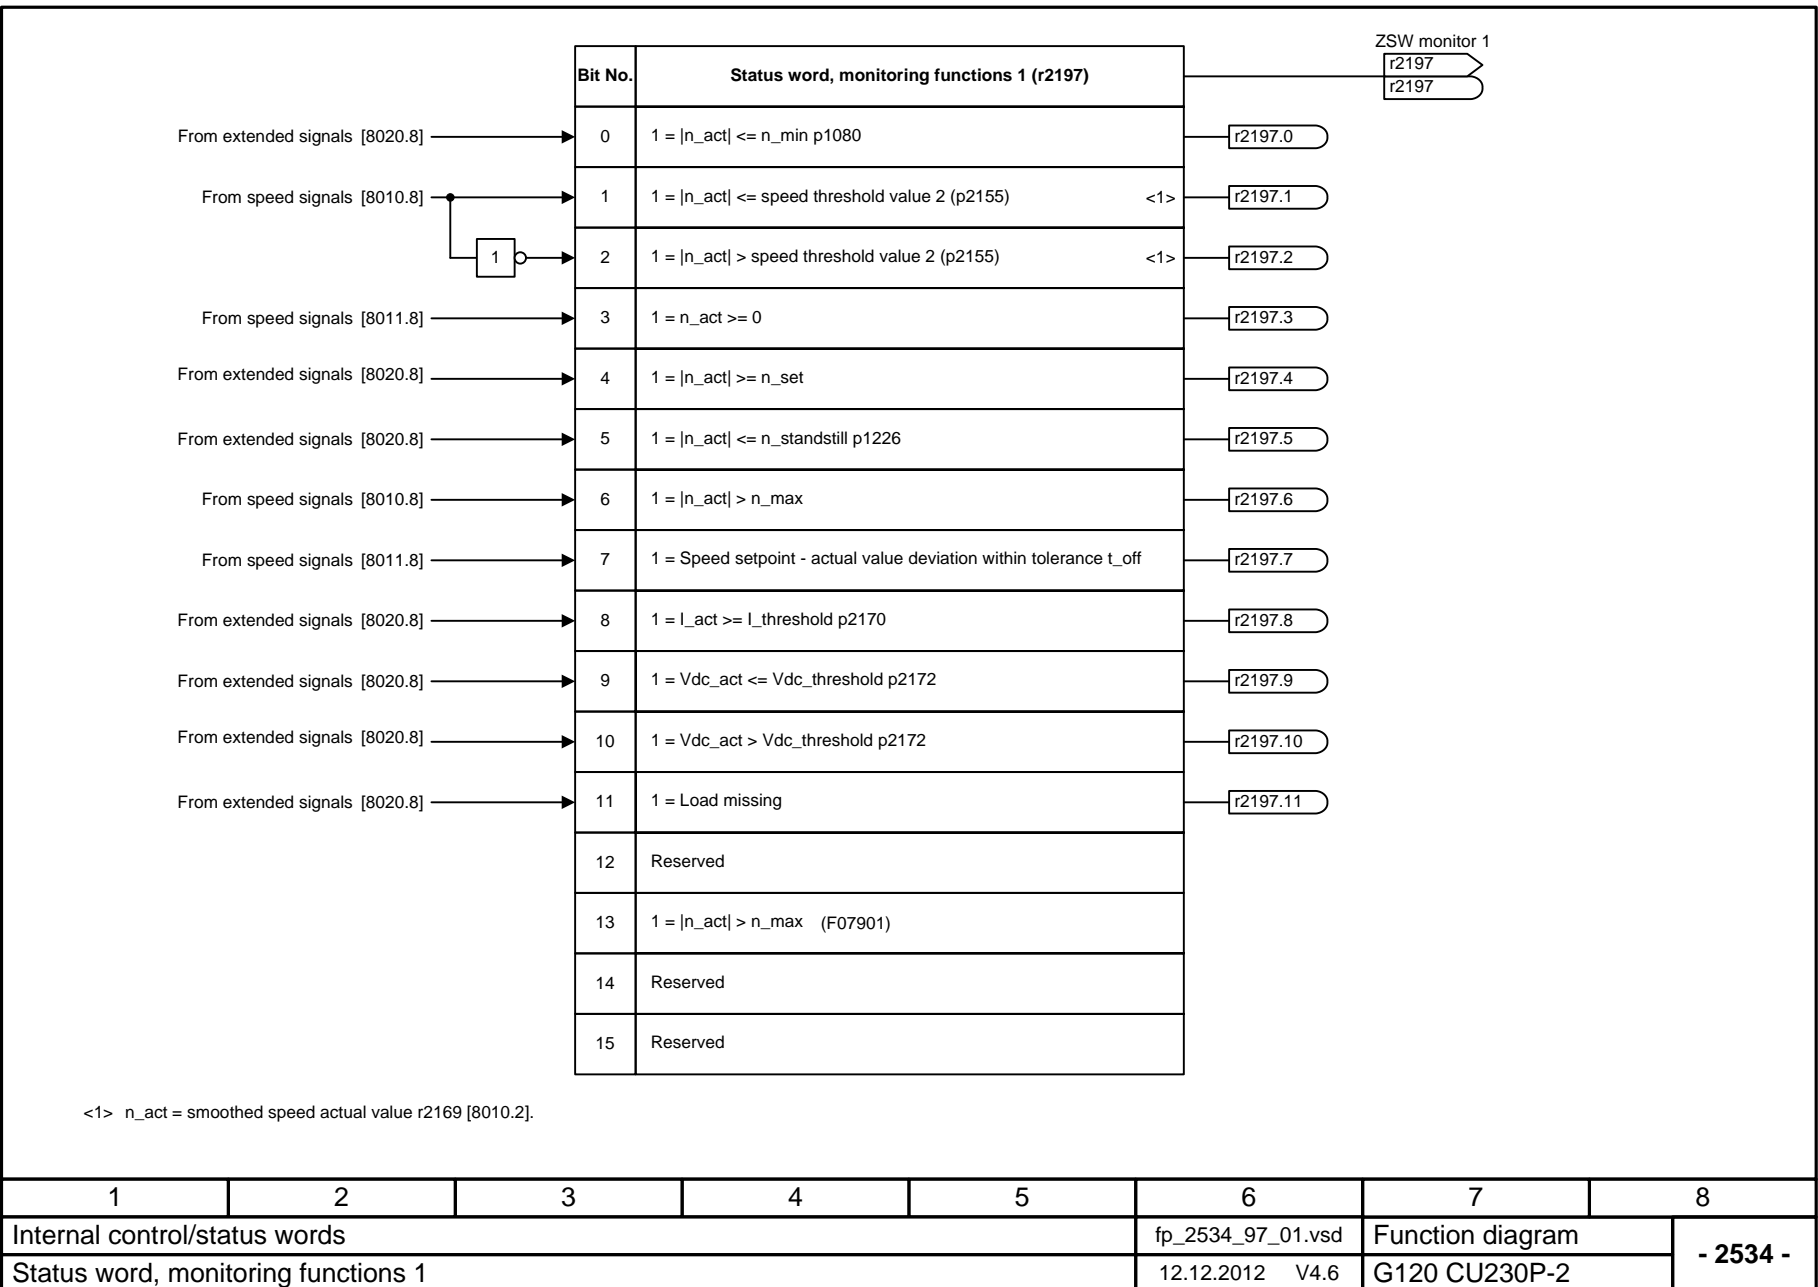 ZSW monitor 1
Bit No. Status word, monitoring functions 1 (r2197) r2197
r2197
From extended signals [8020.8] 0 1 = |n_act| <= n_min p1080 r2197.0
From speed signals [8010.8] 1 1 = |n_act| <= speed threshold value 2 (p2155) <1> r2197.1
1 2 1 = |n_act| > speed threshold value 2 (p2155) <1> r2197.2
From speed signals [8011.8] 3 1 = n_act >= 0 r2197.3
From extended signals [8020.8] 4 1 = |n_act| >= n_set r2197.4
From extended signals [8020.8] 5 1 = |n_act| <= n_standstill p1226 r2197.5
From speed signals [8010.8] 6 1 = |n_act| > n_max r2197.6
From speed signals [8011.8] 7 1 = Speed setpoint - actual value deviation within tolerance t_off r2197.7
From extended signals [8020.8] 8 1 = I_act >= I_threshold p2170 r2197.8
From extended signals [8020.8] 9 1 = Vdc_act <= Vdc_threshold p2172 r2197.9
From extended signals [8020.8] 10 1 = Vdc_act > Vdc_threshold p2172 r2197.10
From extended signals [8020.8] 11 1 = Load missing r2197.11
12 Reserved
13 1 = |n_act| > n_max (F07901)
14 Reserved
15 Reserved
<1> n_act = smoothed speed actual value r2169 [8010.2].
1 2 3 4 5 6 7 8
Internal control/status words fp_2534_97_01.vsd Function diagram - 2534 -
Status word, monitoring functions 1 12.12.2012 V4.6 G120 CU230P-2